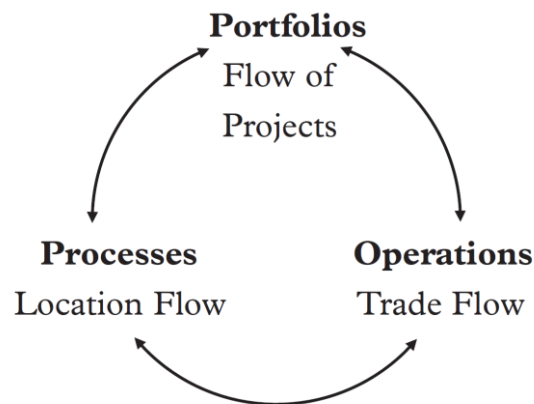 Portfolios
Flow of
Projects
Processes
Location Flow
Operations
Trade Flow